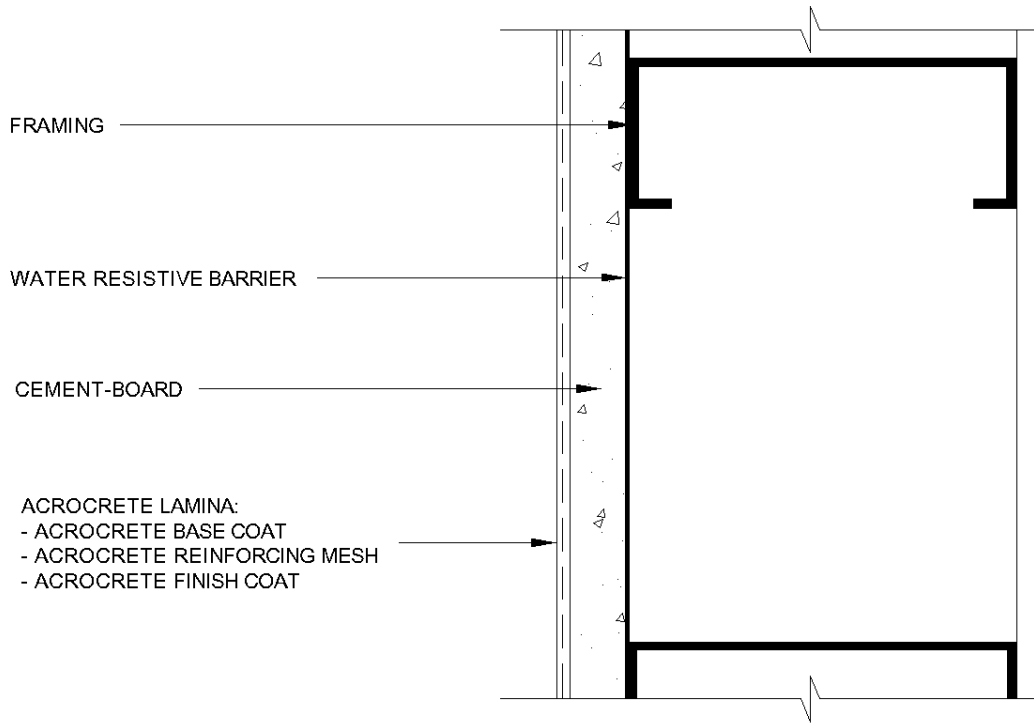 FRAMING
WATER RESISTIVE BARRIER
CEMENT-BOARD
ACROCRETE LAMINA:
- ACROCRETE BASE COAT
- ACROCRETE REINFORCING MESH
- ACROCRETE FINISH COAT